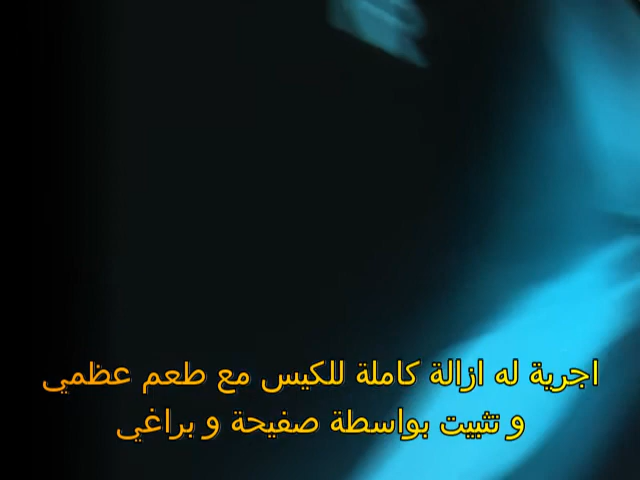 اجرية له ازالة كاملة للكيس مع طعم عظمي
و تثبيت بواسطة صفيحة و براغي